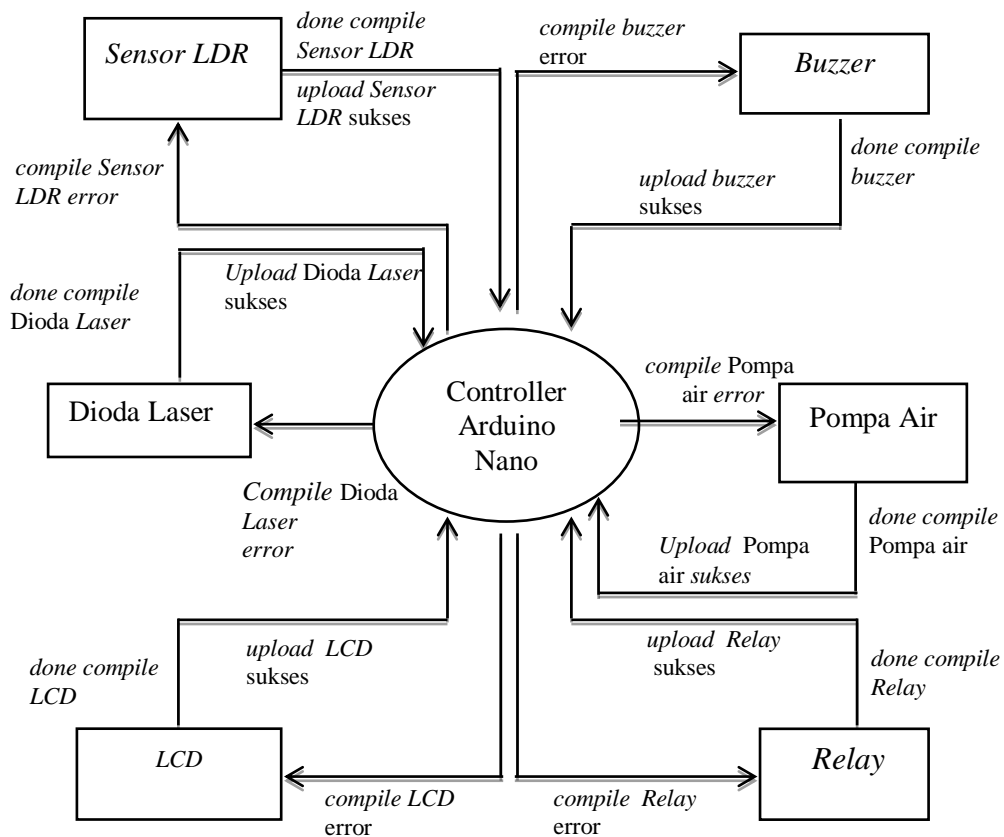 Sensor LDR
done compile
Sensor LDR
upload Sensor
LDR sukses
compile buzzer
error
Buzzer
done compile
buzzer
upload buzzer
sukses
compile Sensor
LDR error
Upload Dioda Laser
sukses
done compile
Dioda Laser
Dioda Laser
Controller
Arduino
Nano
compile Pompa
air error
Pompa Air
Compile Dioda
Laser
error
Upload Pompa
air sukses
done compile
Pompa air
done compile
LCD
upload LCD
sukses
upload Relay
sukses
done compile
Relay
LCD
Relay
compile LCD
error
compile Relay
error